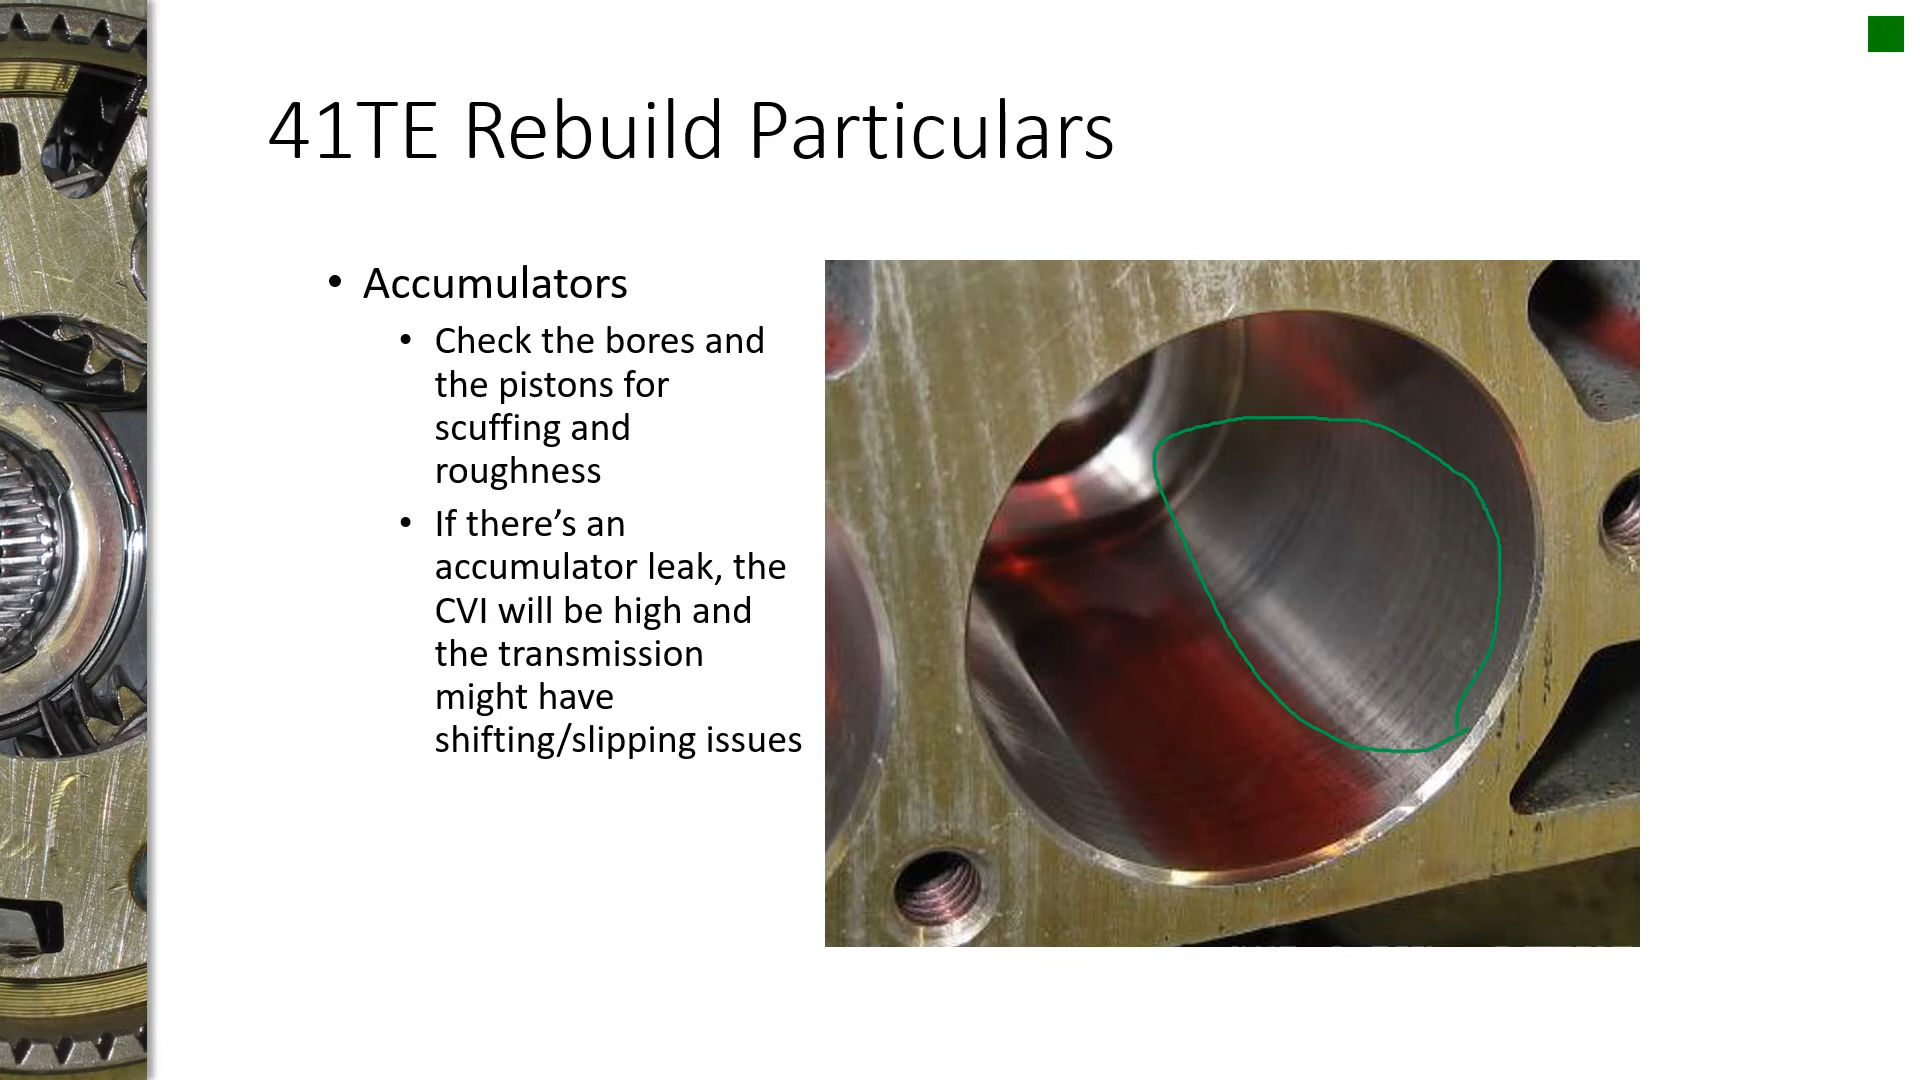 41TE Rebuild Particulars
• Accumulators
• Check the bores and
the pistons for
scuffing and
roughness
• If there’s an
accumulator leak, the
CVI will be high and
the transmission
might have
shifting/slipping issues